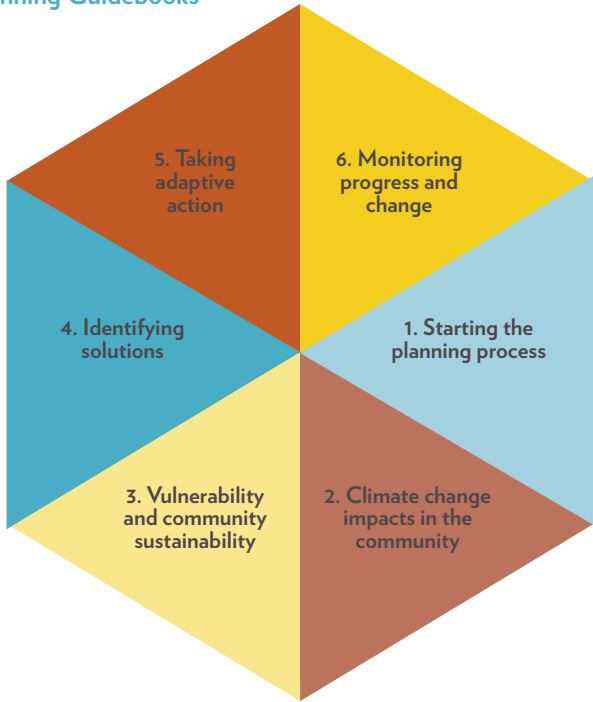 Guidebooks
5. Taking
adaptive
action
6. Monitoring
progress and
change
4. Identifying
solutions
1. Starting the
planning process
3. Vulnerability
and community
sustainability
2. Climate change
impacts in the
community